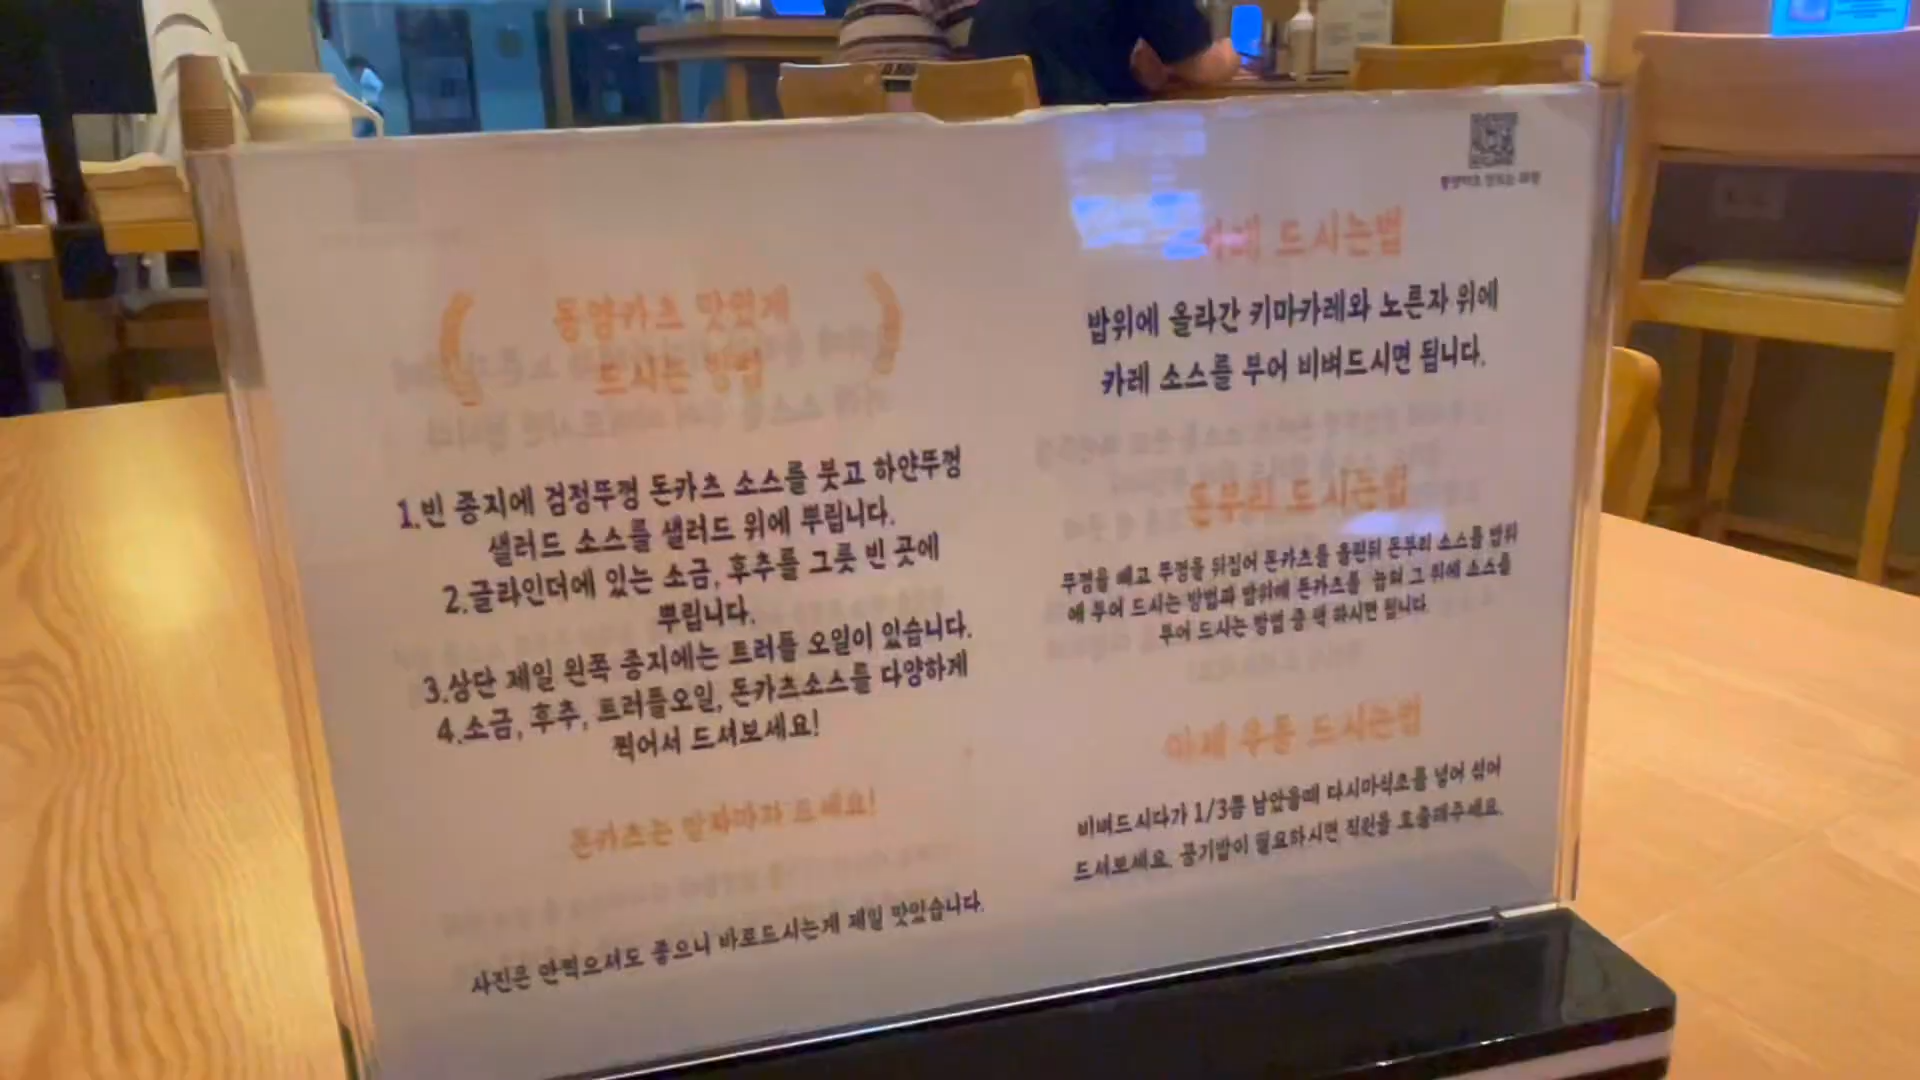 동명카츠 맛있게
드시는 방법
1.빈 종지에 검정뚜껑 돈카츠 소스를 붓고 하얀뚜껑
샐러드 소스를 샐러드 위에 뿌립니다.
2.글라인더에 있는 소금, 후추를 그릇 빈 곳에
뿌립니다.
3.상단 제일 왼쪽 종지에는 트러플 오일이 있습니다.
4.소금, 후추, 트러플오일, 돈카츠소스를 다양하게
찍어서 드셔보세요!
돈카츠는 드세요!
사진은 안찍으셔도 좋으니 바로드시는게 제일 맛있습니다.
카레 드시는법
밥위에 올라간 키마카레와 노른자 위에
카레 소스를 부어 비벼드시면 됩니다.
돈부리 드시는법
뚜껑을 빼고 뚜껑을 뒤집어 돈카츠를 올린뒤 돈부리 소스를 밥위
에 부어 드시는 방법과 밥위에 돈카츠를 그 위에 소스를
부어 드시는 방법 중 택 하시면 됩니다.
우동 드시는법
비벼드시다가 1/3쯤 남았을때 다시마식초를 넣어 섞어
드셔보세요. 공기밥이 필요하시면 직원을 호출해주세요.